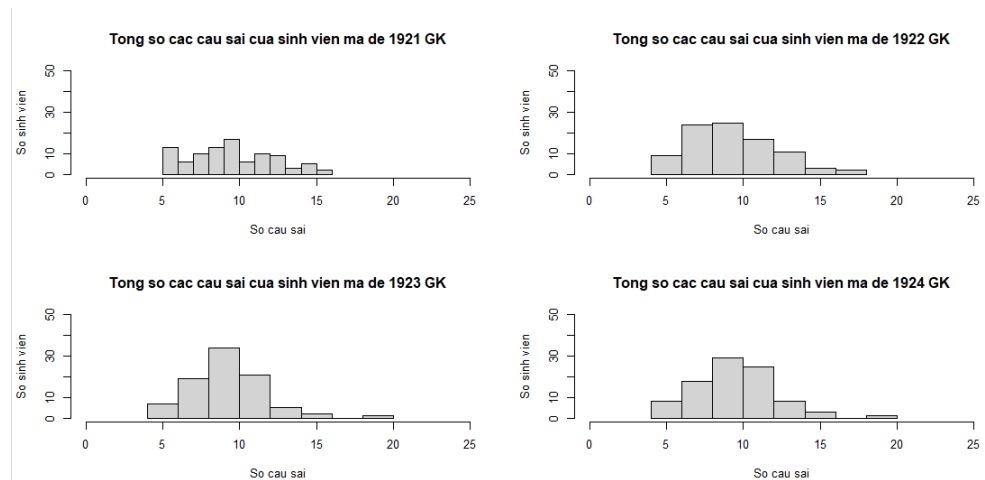 Tong so cac cau sai cua sinh vien ma de 1921 GK
So sinh vien
50
30
10
0
0 5 10 15 20 25
So cau sai
Tong so cac cau sai cua sinh vien ma de 1922 GK
So sinh vien
50
30
10
0
0 5 10 15 20 25
So cau sai
Tong so cac cau sai cua sinh vien ma de 1923 GK
So sinh vien
50
30
10
0
0 5 10 15 20 25
So cau sai
Tong so cac cau sai cua sinh vien ma de 1924 GK
So sinh vien
50
30
10
0
0 5 10 15 20 25
So cau sai